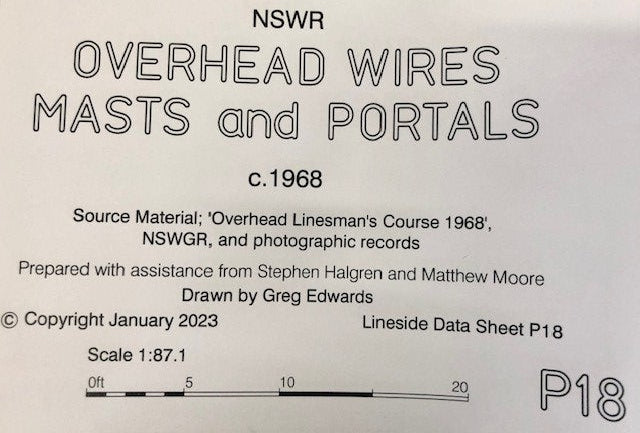 NSWR
OVERHEAD WIRES
MASTS and PORTALS
c.1968
Source Material; 'Overhead Linesman's Course 1968',
NSWGR, and photographic records
Prepared with assistance from Stephen Halgren and Matthew Moore
Drawn by Greg Edwards
© Copyright January 2023 Lineside Data Sheet P18
Scale 1:87.1
0ft 5 10 20
P18